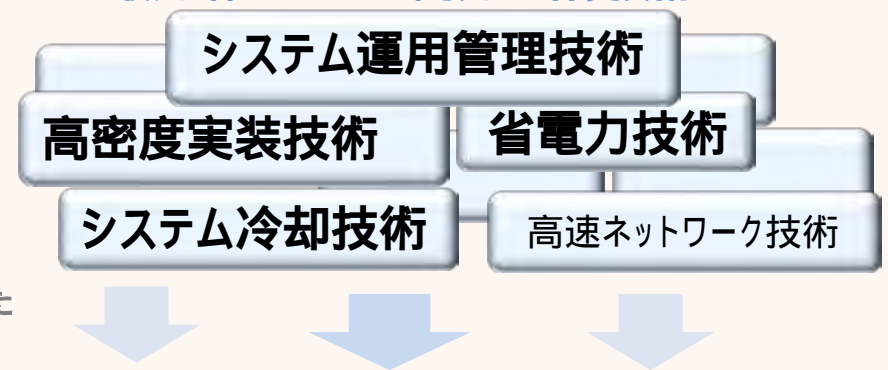 システム運用管理技術
高密度実装技術
省電力技術
システム冷却技術
高速ネットワーク技術
た